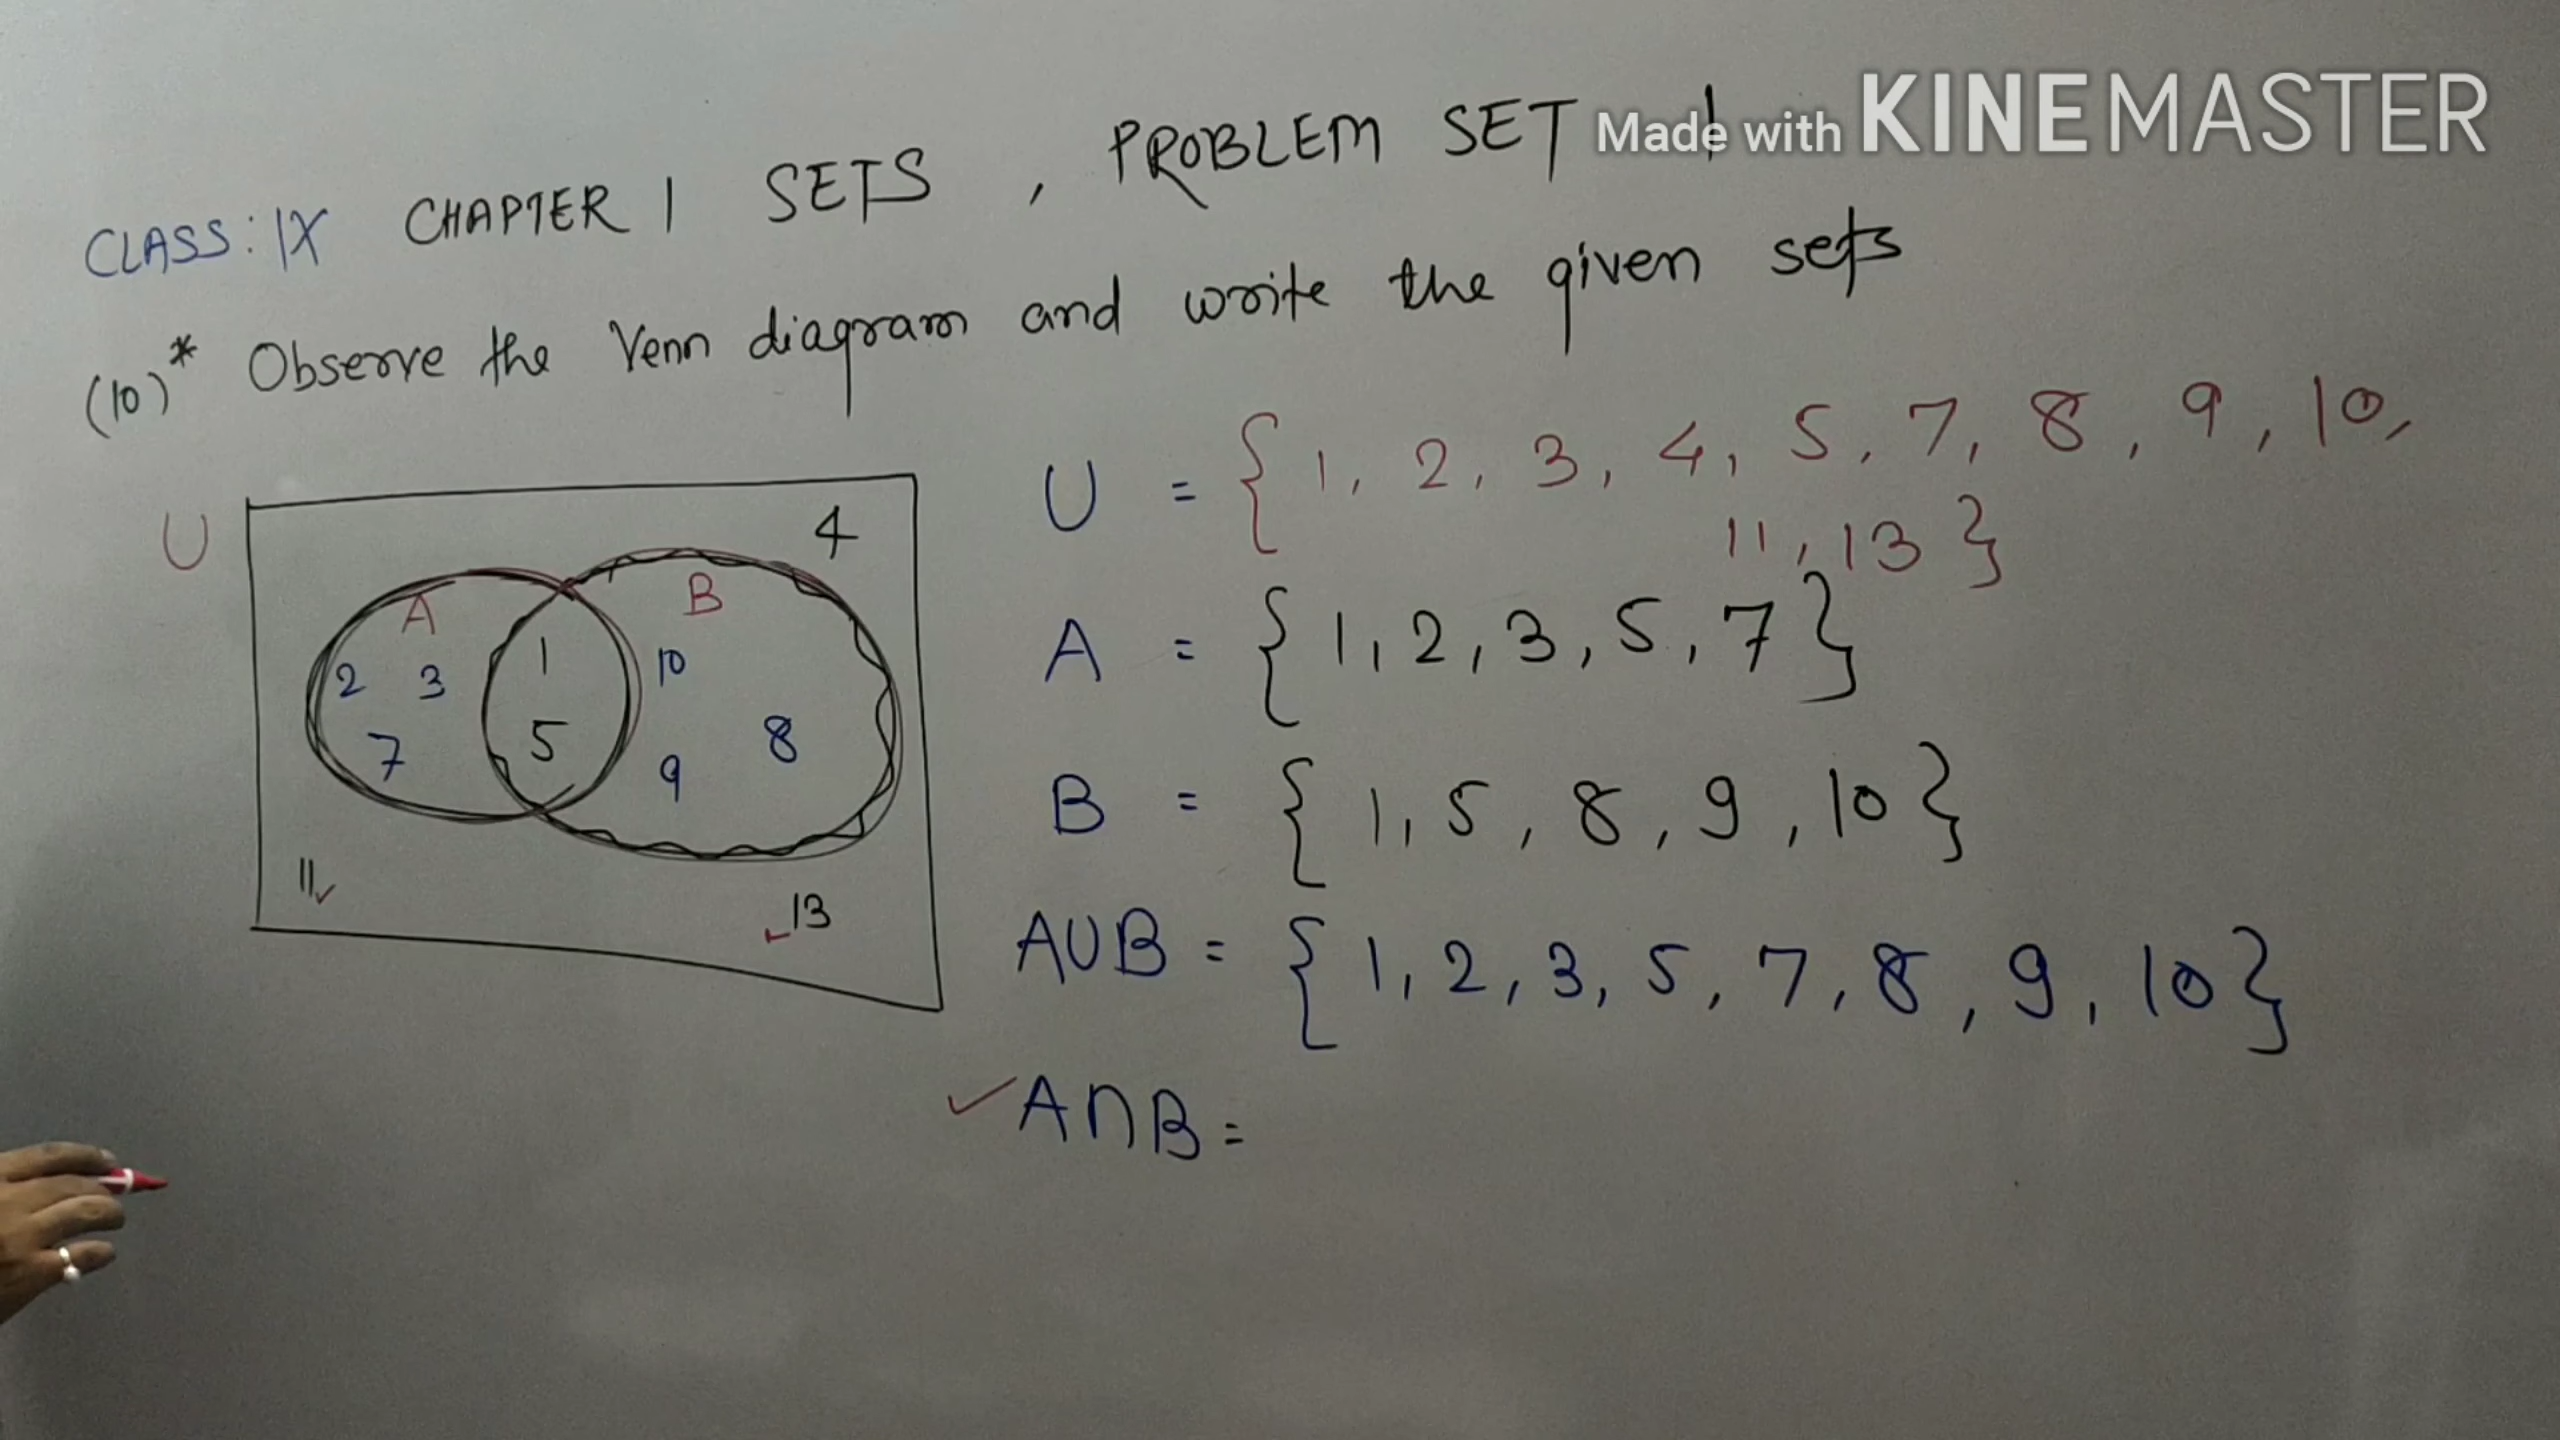 Made with KINEMASTER
CLASS: IX CHAPTER 1 SETS , PROBLEM SET 1
(10)* Observe the Venn diagram and write the given sets
U
4
A
B
2 3
1
10
7
5
9
8
11
13
U = {1, 2, 3, 4, 5, 7, 8, 9, 10,
11, 13}
A = {1, 2, 3, 5, 7}
B = {1, 5, 8, 9, 10}
AUB = {1, 2, 3, 5, 7, 8, 9, 10}
✓A∩B =